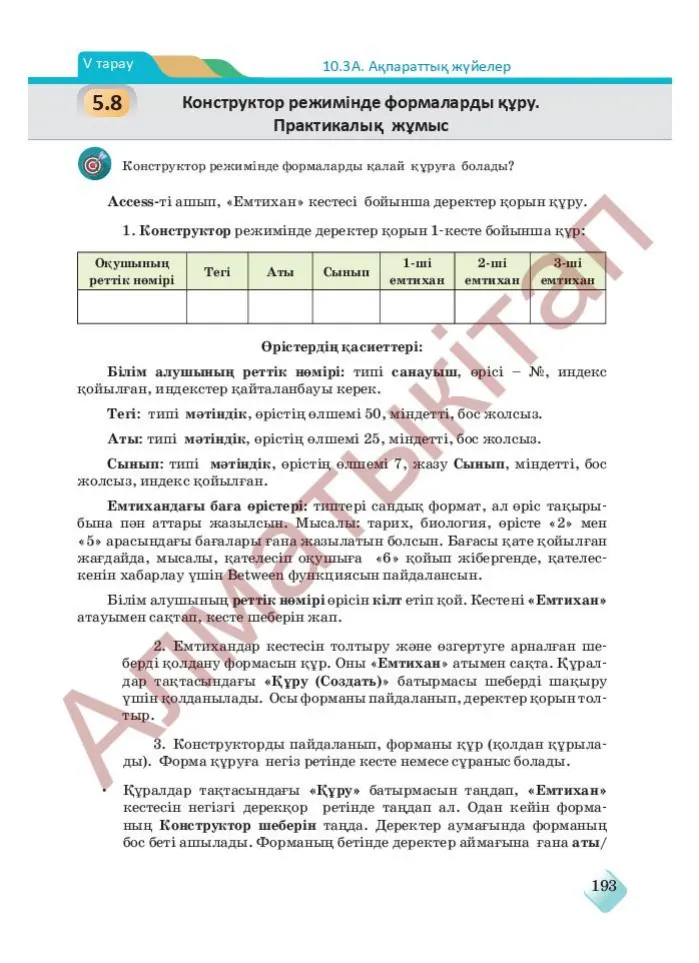 V тарау
10.3А. Ақпараттық жүйелер
5.8
Конструктор режимінде формаларды құру.
Практикалық жұмыс
Конструктор режимінде формаларды қалай құруға болады?
Access-ті ашып, «Емтихан» кестесі бойынша деректер қорын құру.
1. Конструктор режимінде деректер қорын 1-кесте бойынша құр:
Оқушының реттік нөмірі Тегі Аты Сынып 1-ші емтихан 2-ші емтихан 3-ші емтихан
Өрістердің қасиеттері:
Білім алушының реттік нөмірі: типі санауыш, өрісі – №, индекс
қойылған, индекстер қайталанбауы керек.
Тегі: типі мәтіндік, өрістің өлшемі 50, міндетті, бос жолсыз.
Аты: типі мәтіндік, өрістің өлшемі 25, міндетті, бос жолсыз.
Сынып: типі мәтіндік, өрістің өлшемі 7, жазу Сынып, міндетті, бос
жолсыз, индекс қойылған.
Емтихандағы баға өрістері: типтері сандық формат, ал өріс тақыры-
бына пән аттары жазылсын. Мысалы: тарих, биология, өрісте «2» мен
«5» арасындағы бағалары ғана жазылатын болсын. Бағасы қате қойылған
жағдайда, мысалы, қателесіп оқушыға «6» қойып жібергенде, қателес-
кенін хабарлау үшін Between функциясын пайдалансын.
Білім алушының реттік нөмірі өрісін кілт етіп қой. Кестені «Емтихан»
атауымен сақтап, кесте шеберін жап.
2. Емтихандар кестесін толтыру және өзгертуге арналған ше-
берді қолдану формасын құр. Оны «Емтихан» атымен сақта. Құрал-
дар тақтасындағы «Құру (Создать)» батырмасы шеберді шақыру
үшін қолданылады. Осы форманы пайдаланып, деректер қорын тол-
тыр.
3. Конструкторды пайдаланып, форманы құр (қолдан құрыла-
ды). Форма құруға негіз ретінде кесте немесе сұраныс болады.
• Құралдар тақтасындағы «Құру» батырмасын таңдап, «Емтихан»
кестесін негізгі дерекқор ретінде таңдап ал. Одан кейін форма-
ның Конструктор шеберін таңда. Деректер аумағында форманың
бос беті ашылады. Форманың бетінде деректер аймағына ғана аты/
193
АЛматыкітап